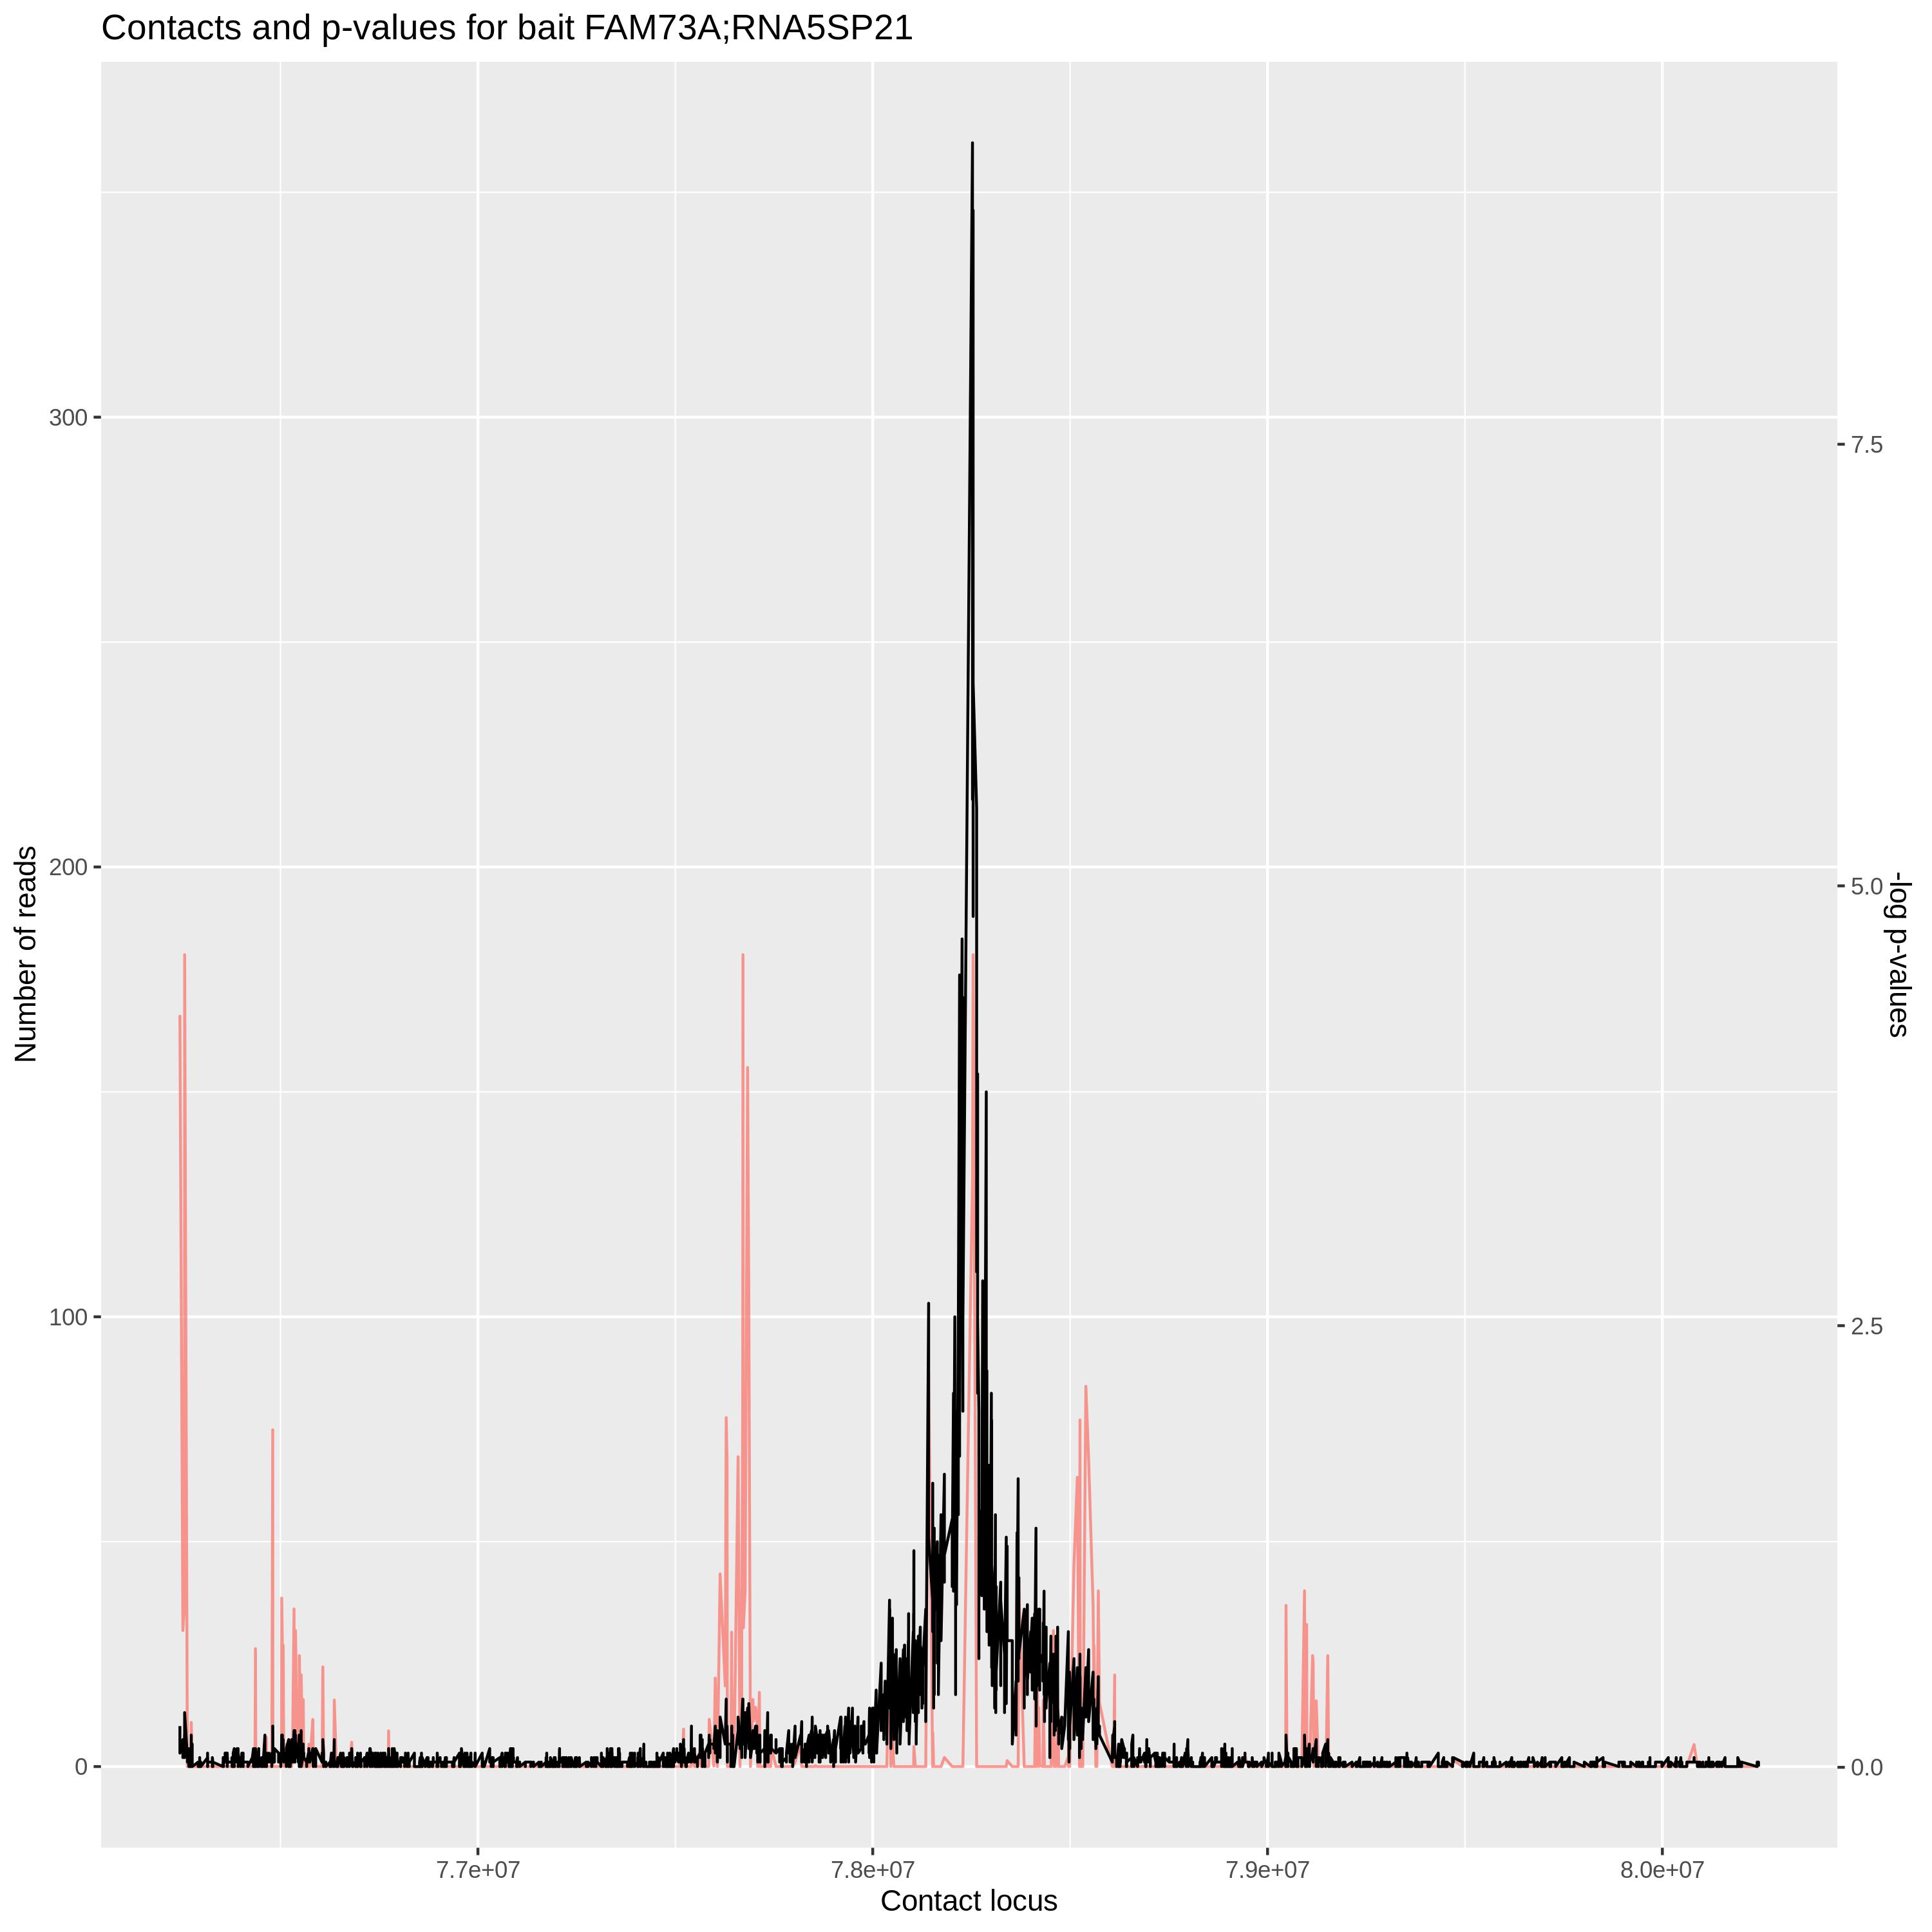 Contacts and p-values for bait FAM73A;RNA5SP21
300
200
100
0
Number of reads
7.5
5.0
2.5
0.0
-log p-values
7.7e+07
7.8e+07
7.9e+07
8.0e+07
Contact locus